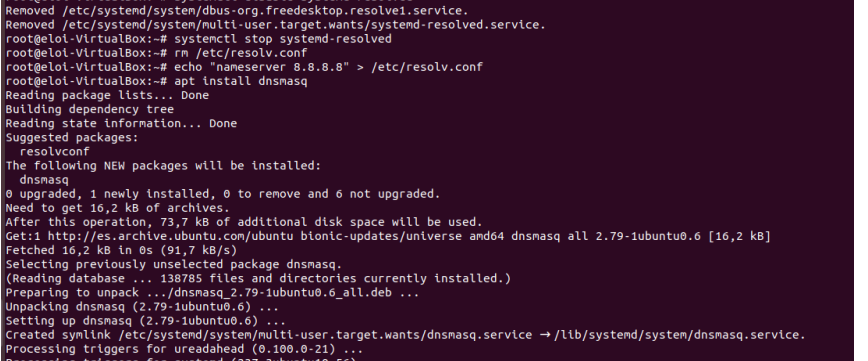 Removed /etc/systemd/system/dbus-org.freedesktop.resolve1.service.
Removed /etc/systemd/system/multi-user.target.wants/systemd-resolved.service.
root@eloi-VirtualBox:~# systemctl stop systemd-resolved
root@eloi-VirtualBox:~# rm /etc/resolv.conf
root@eloi-VirtualBox:~# echo "nameserver 8.8.8.8" > /etc/resolv.conf
root@eloi-VirtualBox:~# apt install dnsmasq
Reading package lists... Done
Building dependency tree
Reading state information... Done
Suggested packages:
  resolvconf
The following NEW packages will be installed:
  dnsmasq
0 upgraded, 1 newly installed, 0 to remove and 6 not upgraded.
Need to get 16,2 kB of archives.
After this operation, 73,7 kB of additional disk space will be used.
Get:1 http://es.archive.ubuntu.com/ubuntu bionic-updates/universe amd64 dnsmasq all 2.79-1ubuntu0.6 [16,2 kB]
Fetched 16,2 kB in 0s (91,7 kB/s)
Selecting previously unselected package dnsmasq.
(Reading database ... 138785 files and directories currently installed.)
Preparing to unpack .../dnsmasq_2.79-1ubuntu0.6_all.deb ...
Unpacking dnsmasq (2.79-1ubuntu0.6) ...
Setting up dnsmasq (2.79-1ubuntu0.6) ...
Created symlink /etc/systemd/system/multi-user.target.wants/dnsmasq.service → /lib/systemd/system/dnsmasq.service.
Processing triggers for ureadahead (0.100.0-21) ...